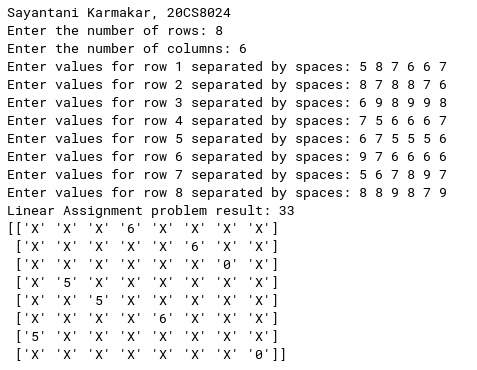 Sayantani Karmakar, 20CS8024
Enter the number of rows: 8
Enter the number of columns: 6
Enter values for row 1 separated by spaces: 5 8 7 6 6 7
Enter values for row 2 separated by spaces: 8 7 8 8 7 6
Enter values for row 3 separated by spaces: 6 9 8 9 9 8
Enter values for row 4 separated by spaces: 7 5 6 6 6 7
Enter values for row 5 separated by spaces: 6 7 5 5 5 6
Enter values for row 6 separated by spaces: 9 7 6 6 6 6
Enter values for row 7 separated by spaces: 5 6 7 8 9 7
Enter values for row 8 separated by spaces: 8 8 9 8 7 9
Linear Assignment problem result: 33
[['X' 'X' 'X' '6' 'X' 'X' 'X' 'X']
 ['X' 'X' 'X' 'X' 'X' '6' 'X' 'X']
 ['X' 'X' 'X' 'X' 'X' 'X' '0' 'X']
 ['X' '5' 'X' 'X' 'X' 'X' 'X' 'X']
 ['X' 'X' '5' 'X' 'X' 'X' 'X' 'X']
 ['X' 'X' 'X' 'X' '6' 'X' 'X' 'X']
 ['5' 'X' 'X' 'X' 'X' 'X' 'X' 'X']
 ['X' 'X' 'X' 'X' 'X' 'X' 'X' '0']]